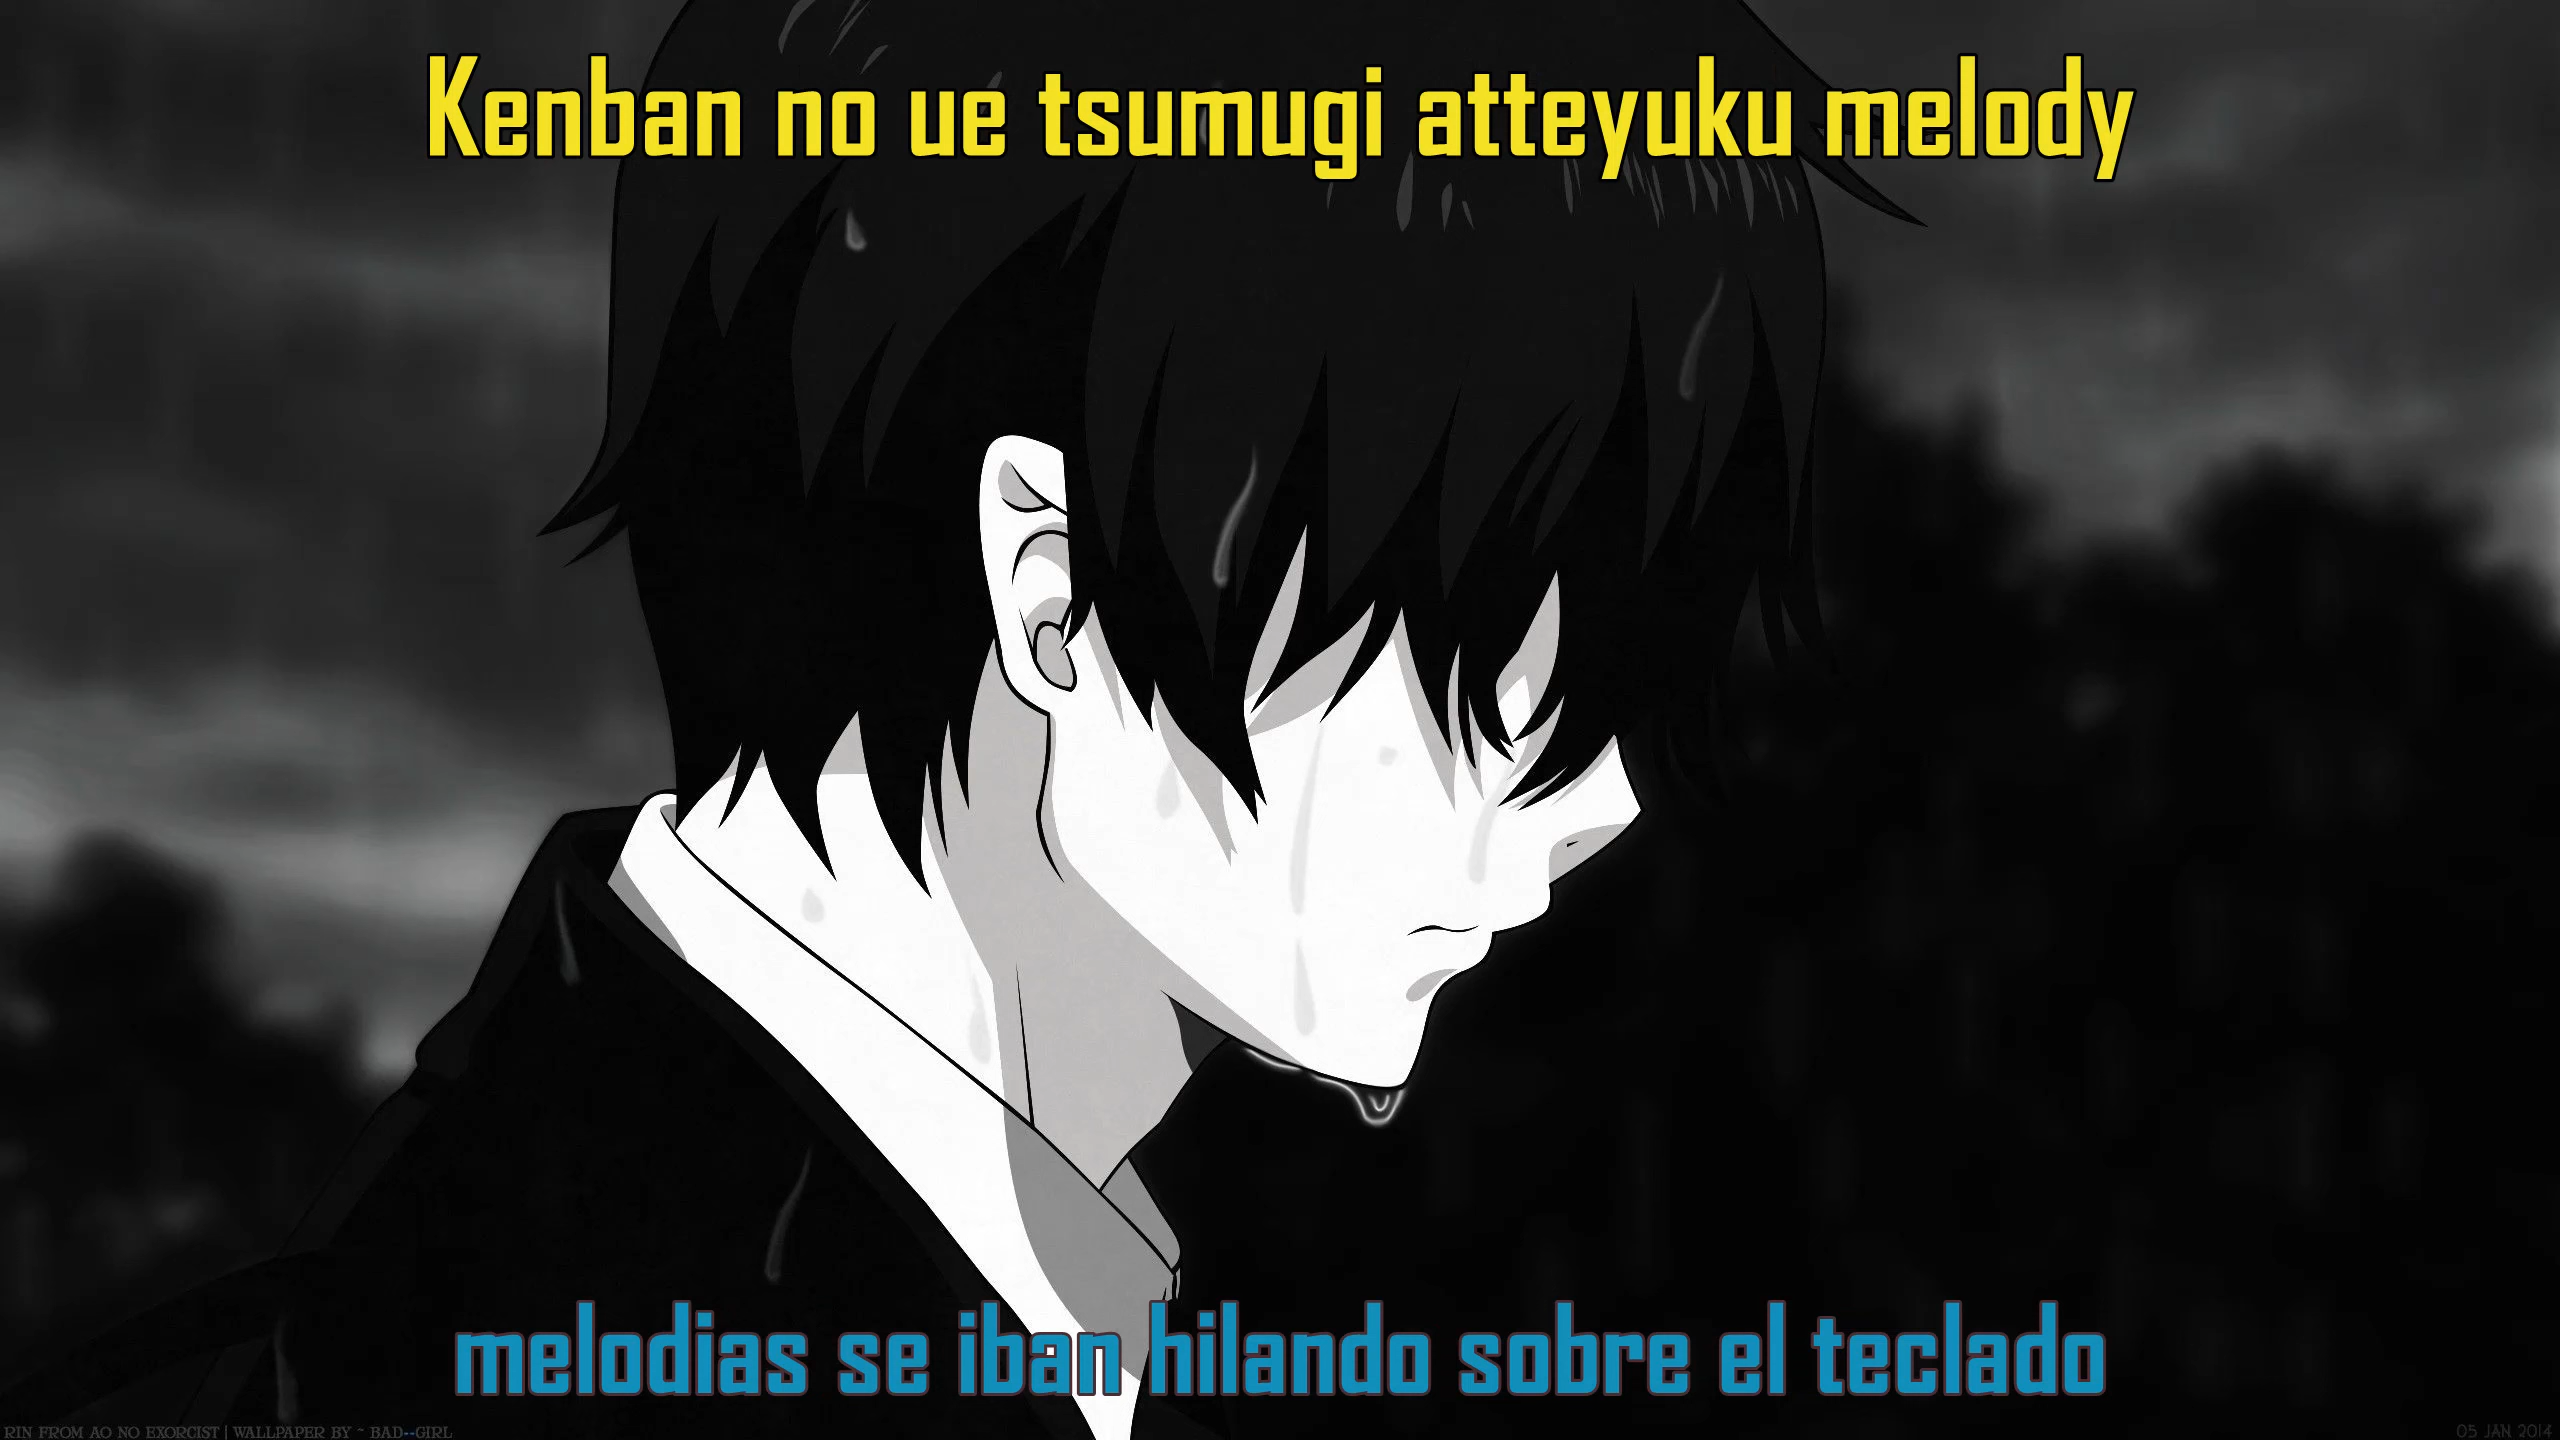 Kenban no ue tsumugi atteyuku melody
melodias se iban hilando sobre el teclado
RIN FROM AO NO EXORCIST | WALLPAPER BY ~ BAD--GIRL
05 JAN 2014